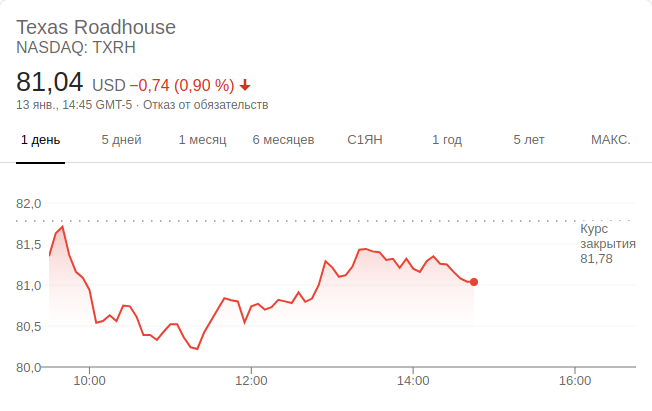 Texas Roadhouse
NASDAQ: TXRH
81,04 USD −0,74 (0,90 %)
13 янв., 14:45 GMT-5 · Отказ от обязательств
1 день 5 дней 1 месяц 6 месяцев С1ЯН 1 год 5 лет МАКС.
82,0
Курс
закрытия
81,78
81,5
81,0
80,5
80,0
10:00 12:00 14:00 16:00